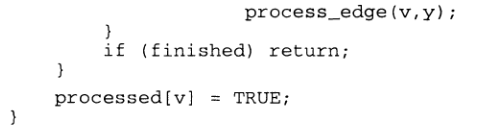 process_edge(v,y);
}
if (finished) return;
}
processed[v] = TRUE;
}